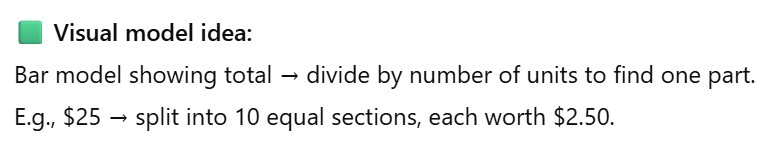 🟩 Visual model idea:
Bar model showing total → divide by number of units to find one part.
E.g., $25 → split into 10 equal sections, each worth $2.50.